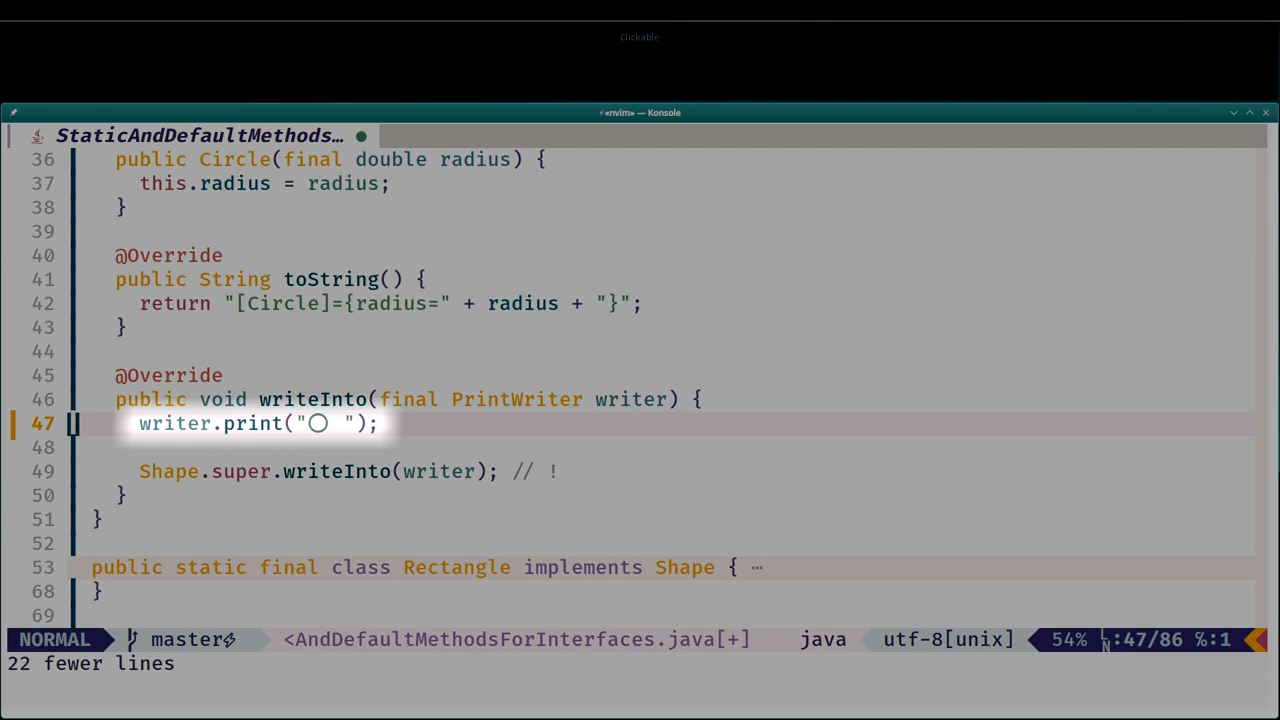 Clickable
⚡«nvim» — Konsole
StaticAndDefaultMethods… ●
36 public Circle(final double radius) {
37 this.radius = radius;
38 }
39
40 @Override
41 public String toString() {
42 return "[Circle]={radius=" + radius + "}";
43 }
44
45 @Override
46 public void writeInto(final PrintWriter writer) {
47 writer.print("◯ ");
48
49 Shape.super.writeInto(writer); // !
50 }
51 }
52
53 public static final class Rectangle implements Shape { ⋯
68 }
69
NORMAL master⚡ <AndDefaultMethodsForInterfaces.java[+] java utf-8[unix] 54% ㏑:47/86 ℅:1
22 fewer lines